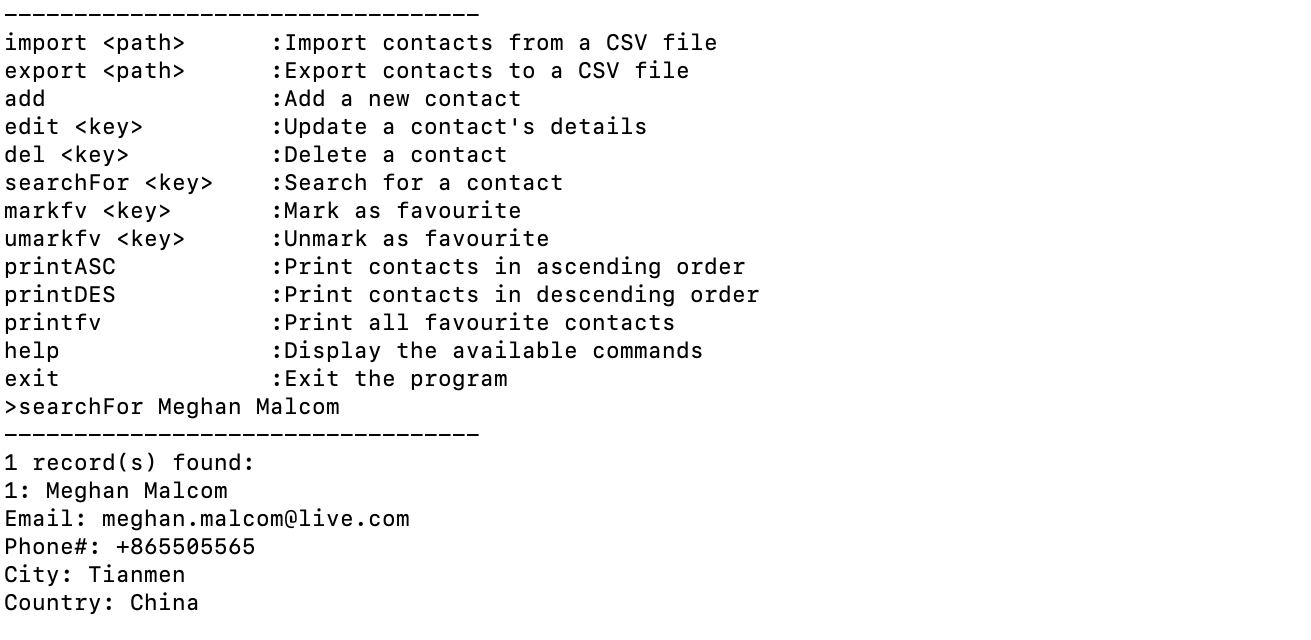 ----------------------------------
import <path>      :Import contacts from a CSV file
export <path>      :Export contacts to a CSV file
add                :Add a new contact
edit <key>         :Update a contact's details
del <key>          :Delete a contact
searchFor <key>    :Search for a contact
markfv <key>       :Mark as favourite
umarkfv <key>      :Unmark as favourite
printASC           :Print contacts in ascending order
printDES           :Print contacts in descending order
printfv            :Print all favourite contacts
help               :Display the available commands
exit               :Exit the program
>searchFor Meghan Malcom
----------------------------------
1 record(s) found:
1: Meghan Malcom
Email: meghan.malcom@live.com
Phone#: +865505565
City: Tianmen
Country: China